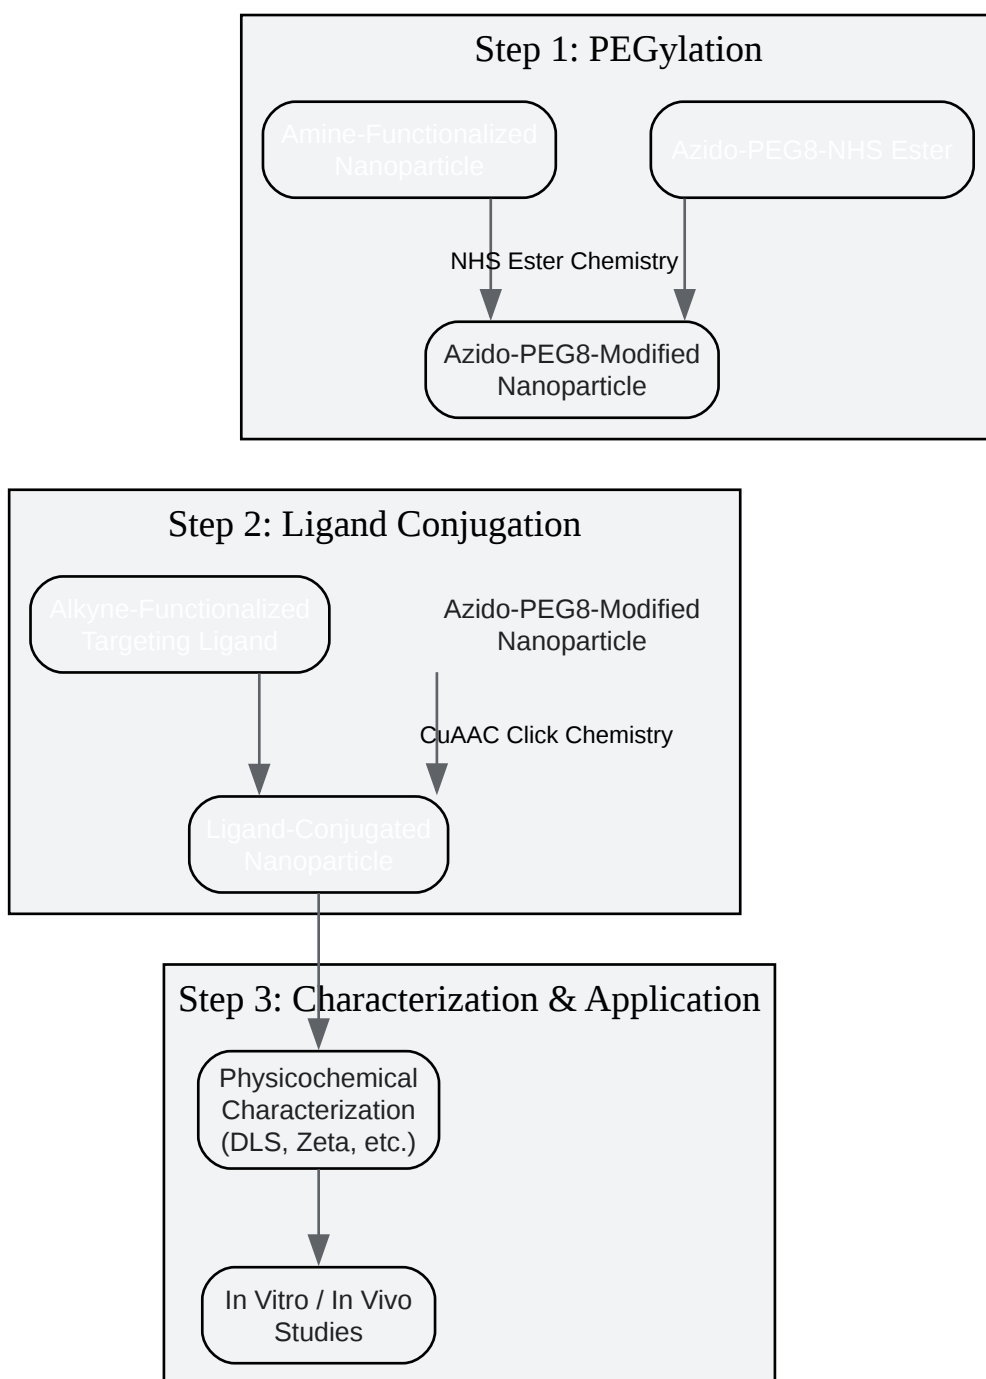 Step 1: PEGylation
Amine-Functionalized
Nanoparticle
Azido-PEG8-NHS Ester
NHS Ester Chemistry
Azido-PEG8-Modified
Nanoparticle
Step 2: Ligand Conjugation
Alkyne-Functionalized
Targeting Ligand
Azido-PEG8-Modified
Nanoparticle
CuAAC Click Chemistry
Ligand-Conjugated
Nanoparticle
Step 3: Characterization & Application
Physicochemical
Characterization
(DLS, Zeta, etc.)
In Vitro / In Vivo
Studies